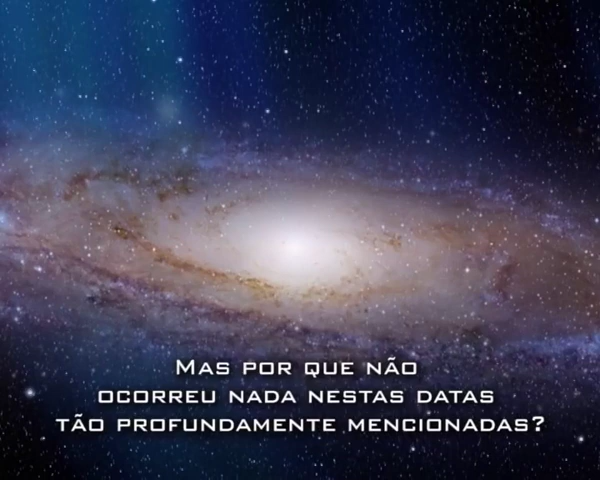 Mas por que não
ocorreu nada nestas datas
tão profundamente mencionadas?